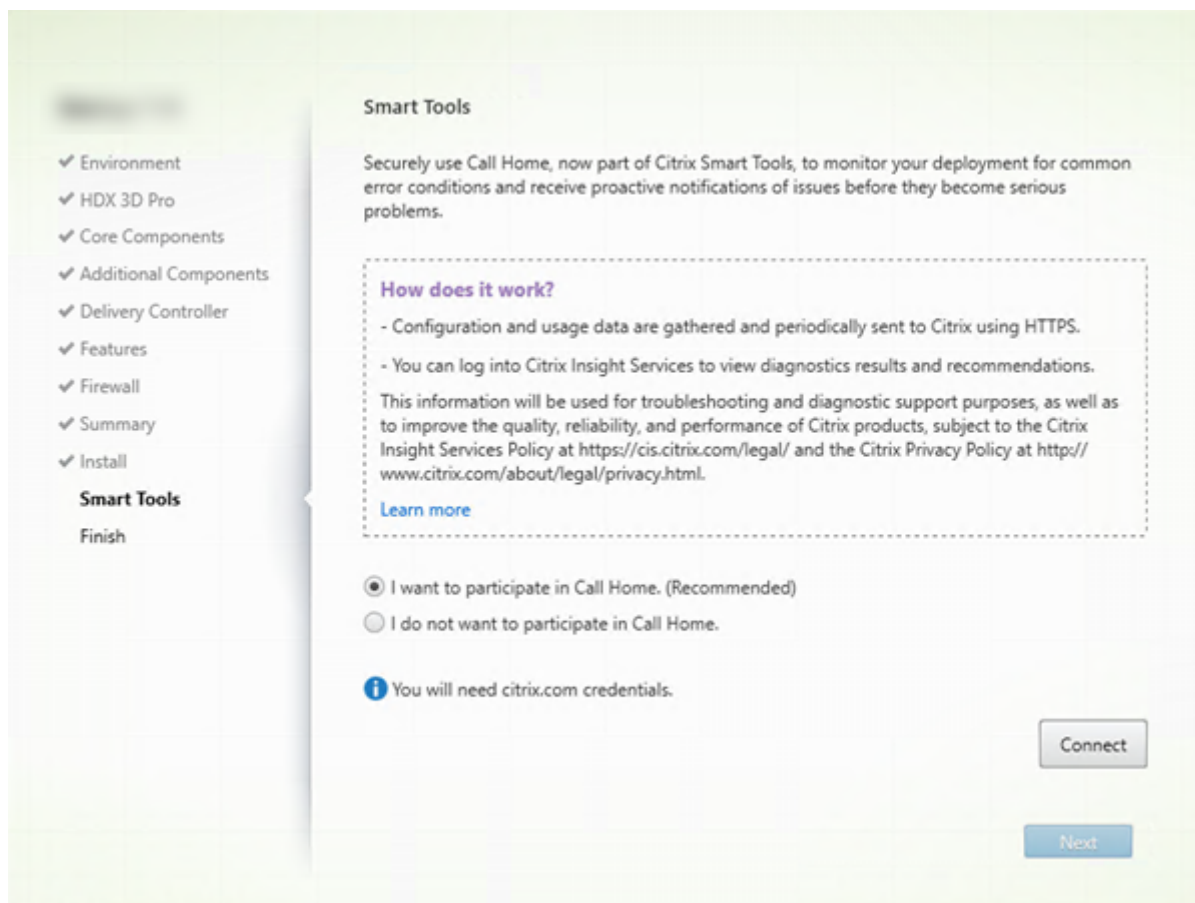 Environment
HDX 3D Pro
Core Components
Additional Components
Delivery Controller
Features
Firewall
Summary
Install
Smart Tools
Finish
Smart Tools
Securely use Call Home, now part of Citrix Smart Tools, to monitor your deployment for common
error conditions and receive proactive notifications of issues before they become serious
problems.
How does it work?
- Configuration and usage data are gathered and periodically sent to Citrix using HTTPS.
- You can log into Citrix Insight Services to view diagnostics results and recommendations.
This information will be used for troubleshooting and diagnostic support purposes, as well as
to improve the quality, reliability, and performance of Citrix products, subject to the Citrix
Insight Services Policy at https://cis.citrix.com/legal/ and the Citrix Privacy Policy at http://
www.citrix.com/about/legal/privacy.html.
Learn more
I want to participate in Call Home. (Recommended)
I do not want to participate in Call Home.
You will need citrix.com credentials.
Connect
Next